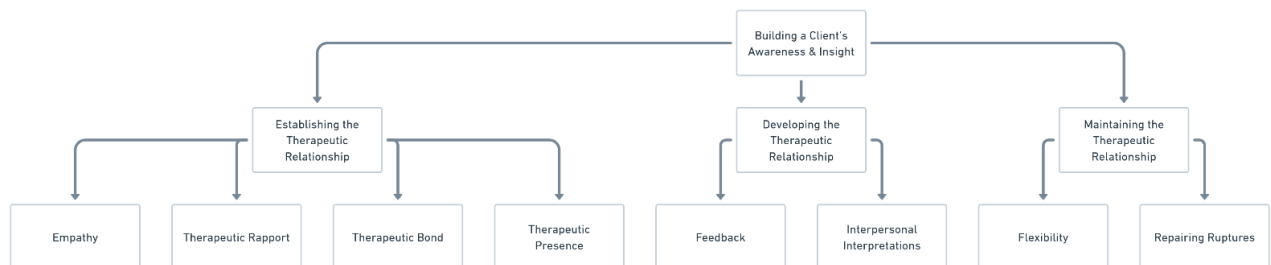 Building a Client's
Awareness & Insight
Establishing the
Therapeutic
Relationship
Developing the
Therapeutic
Relationship
Maintaining the
Therapeutic
Relationship
Empathy
Therapeutic Rapport
Therapeutic Bond
Therapeutic
Presence
Feedback
Interpersonal
Interpretations
Flexibility
Repairing Ruptures